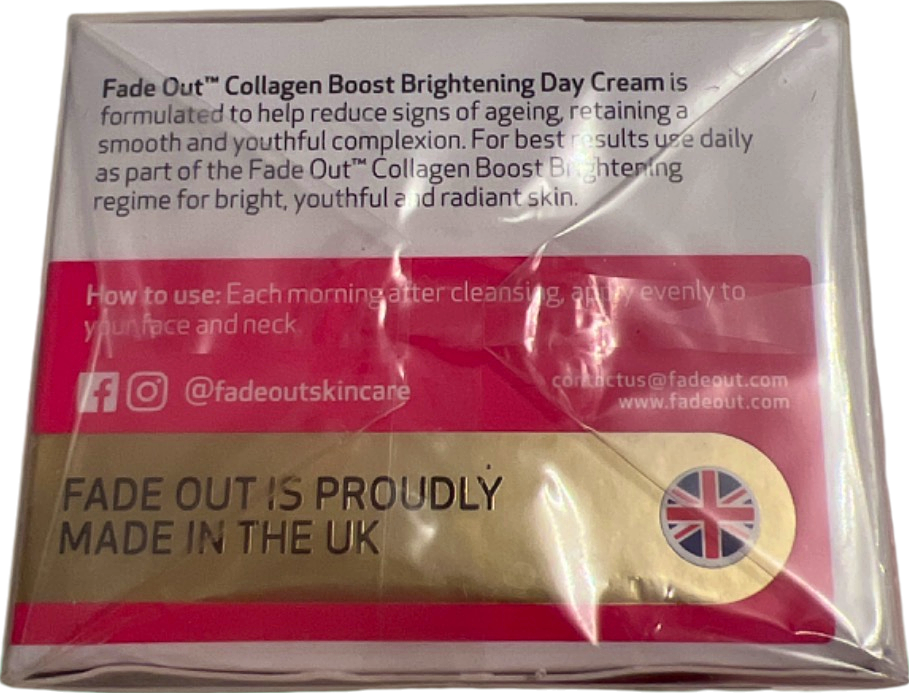 Fade Out™ Collagen Boost Brightening Day Cream is
formulated to help reduce signs of ageing, retaining a
smooth and youthful complexion. For best results use daily
as part of the Fade Out™ Collagen Boost Brightening
regime for bright, youthful and radiant skin.
How to use: Each morning after cleansing, apply evenly to
your face and neck
@fadeoutskincare
contactus@fadeout.com
www.fadeout.com
FADE OUT IS PROUDLY
MADE IN THE UK